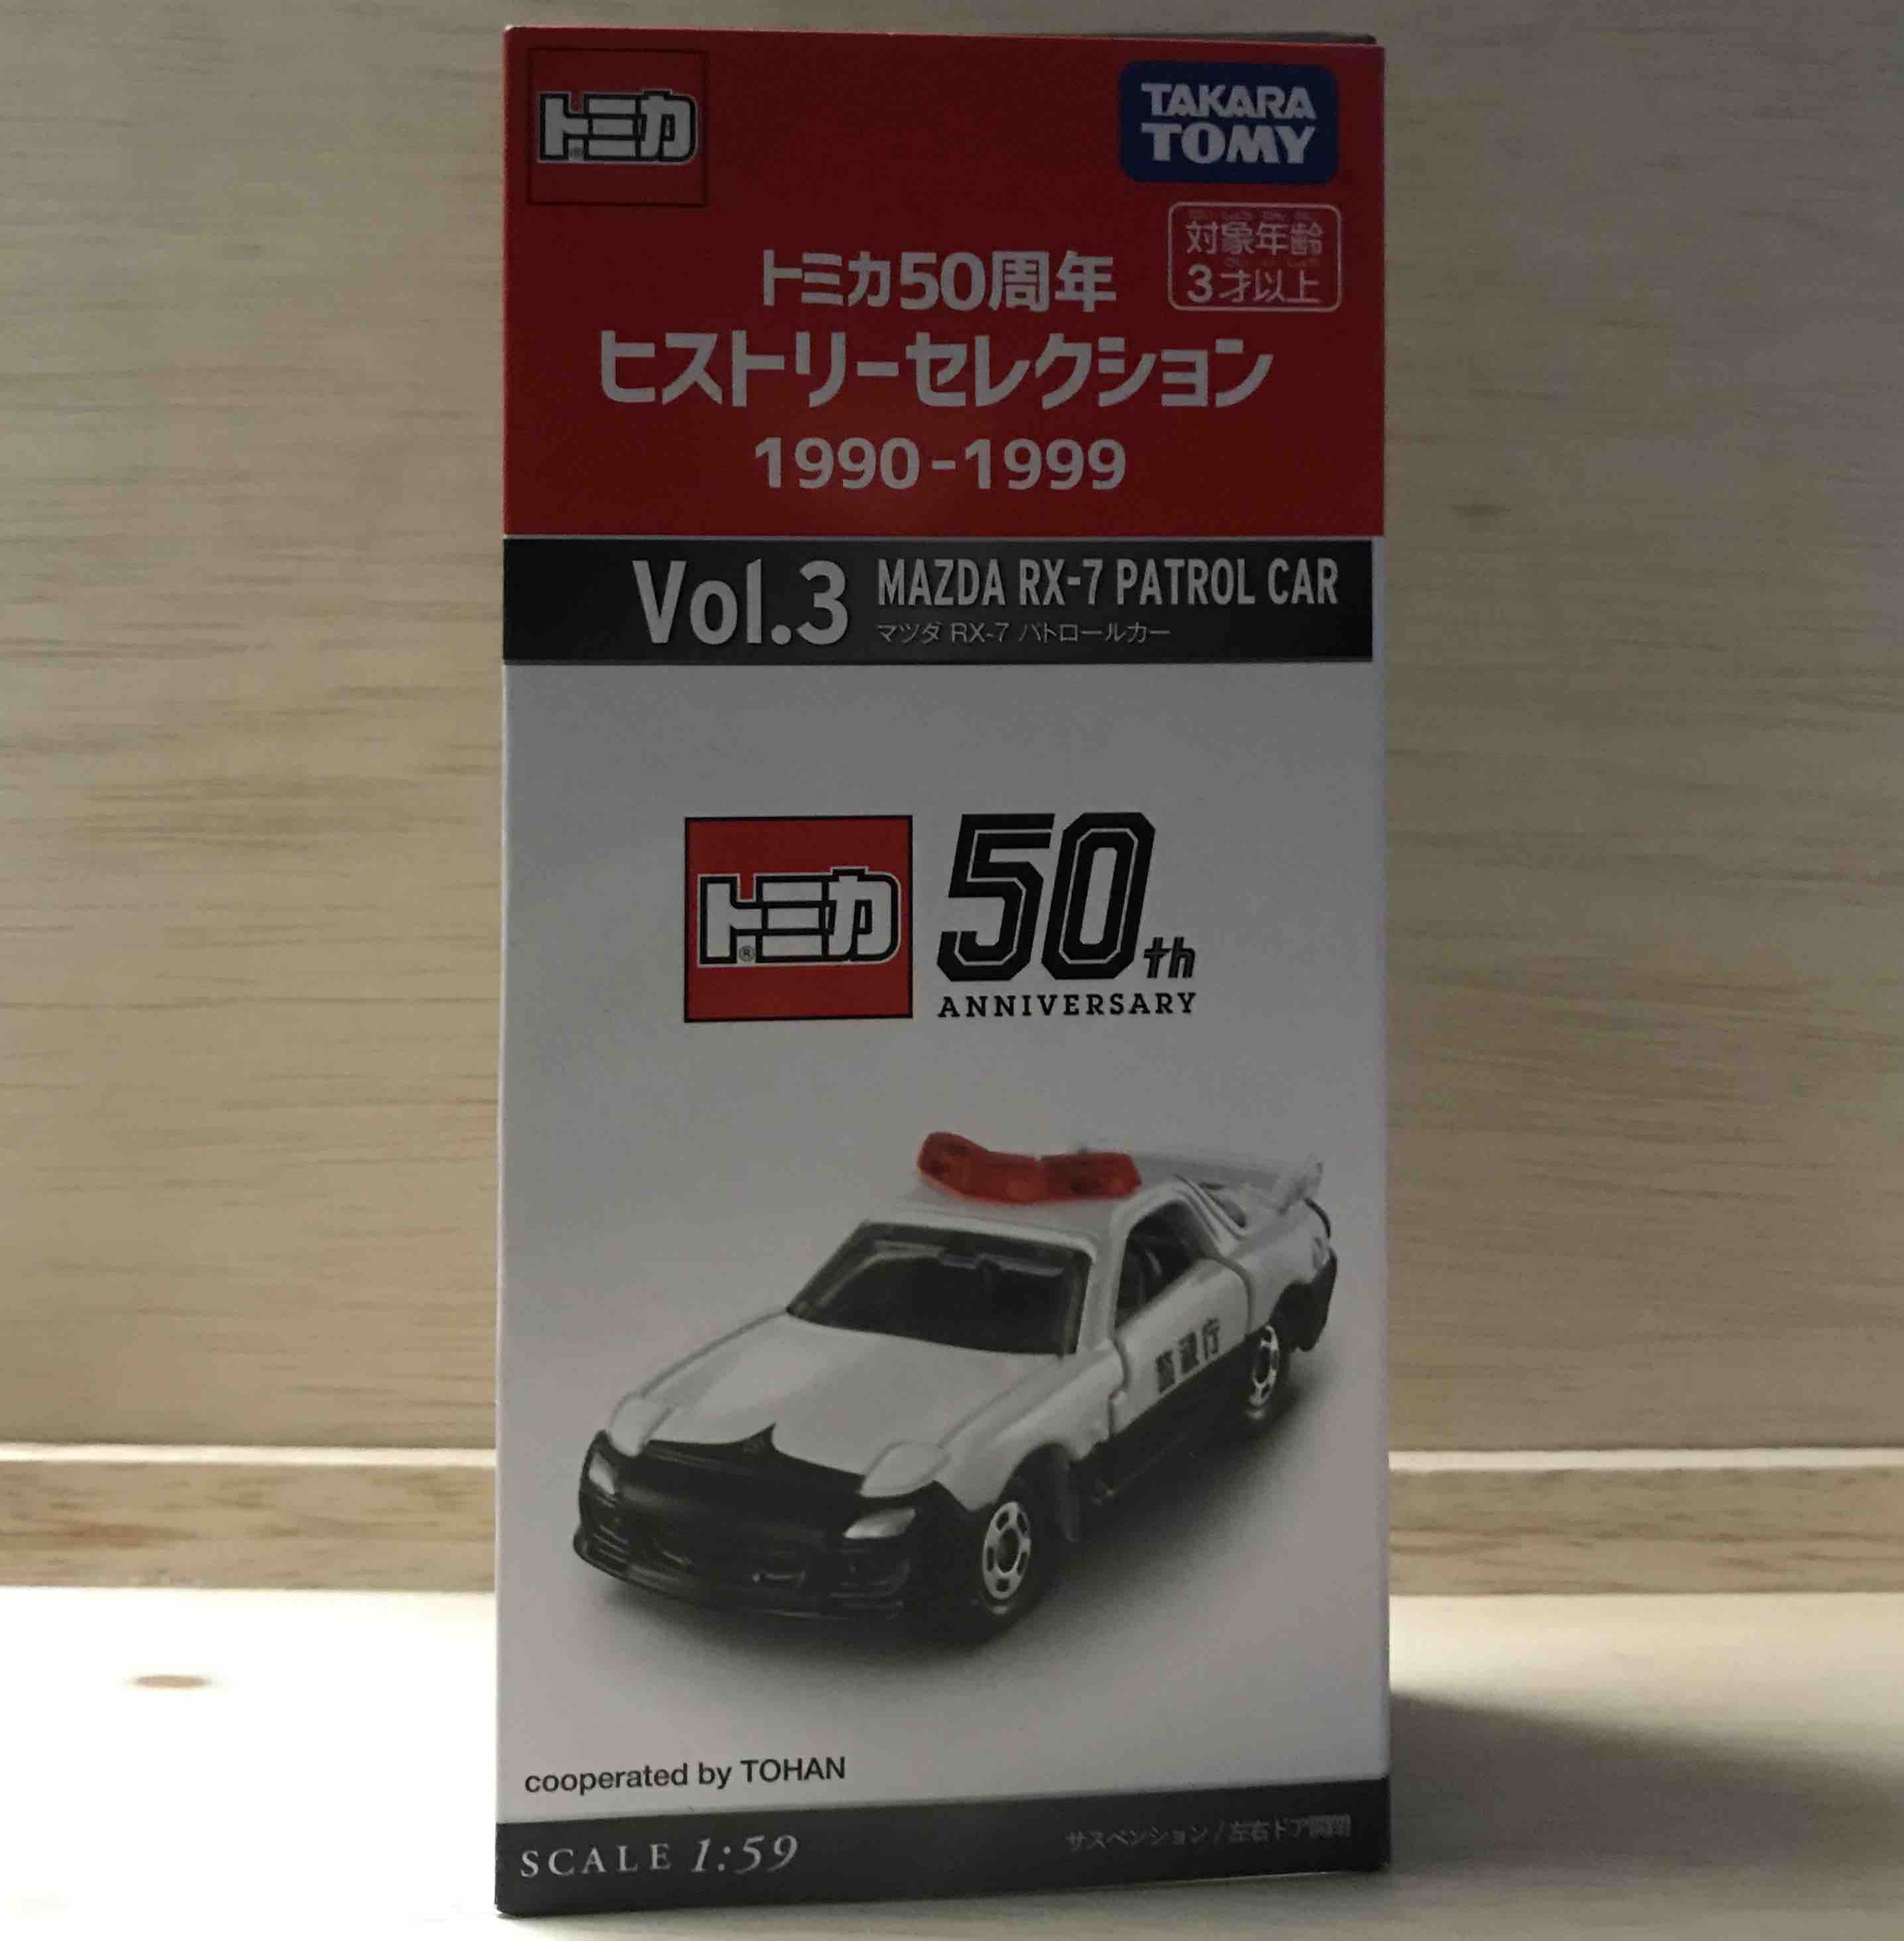 トミカ
TAKARA
TOMY
対象年齢
3才以上
トミカ50周年
ヒストリーセレクション
1990-1999
Vol.3
MAZDA RX-7 PATROL CAR
マツダ RX-7 パトロールカー
トミカ®
50th
ANNIVERSARY
警視庁
cooperated by TOHAN
SCALE 1:59
サスペンション/左右ドア開閉